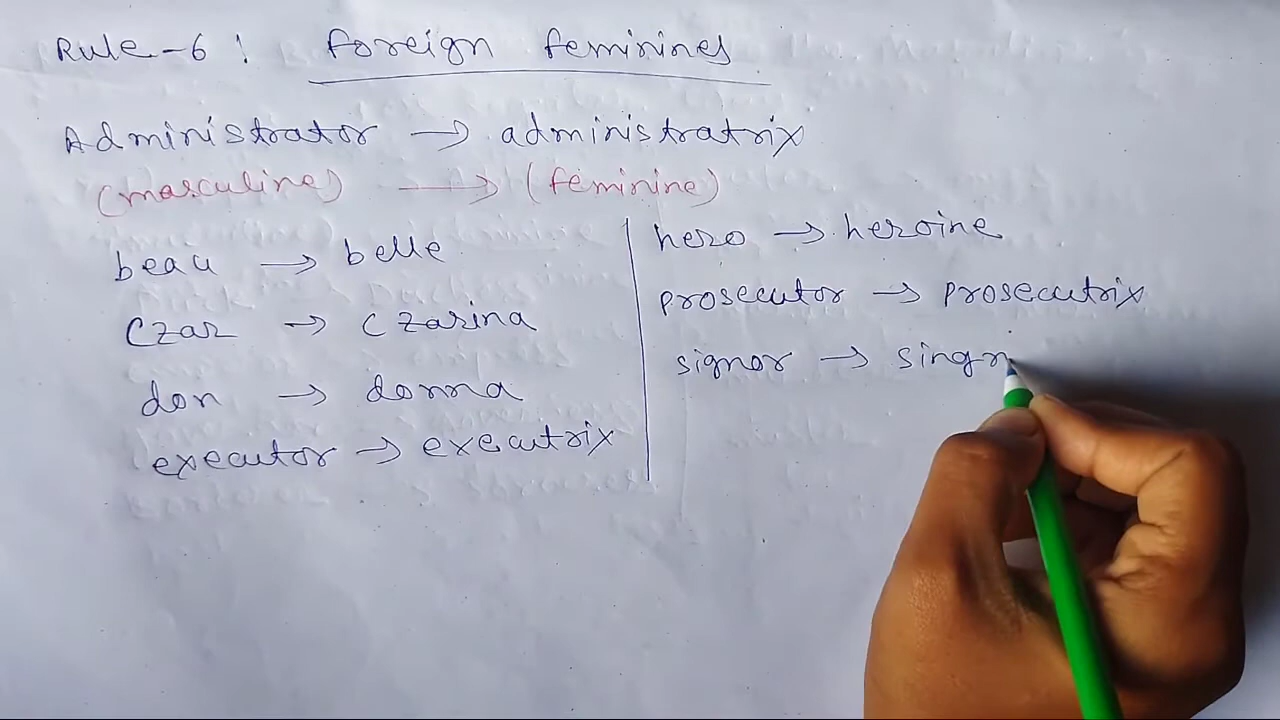 Rule-6! Foreign feminines
Administrator → administratrix
(masculine) → (feminine)
beau → belle
Czar → Czarina
don → donna
executor → executrix
hero → heroine
prosecutor → prosecutrix
signor → singn